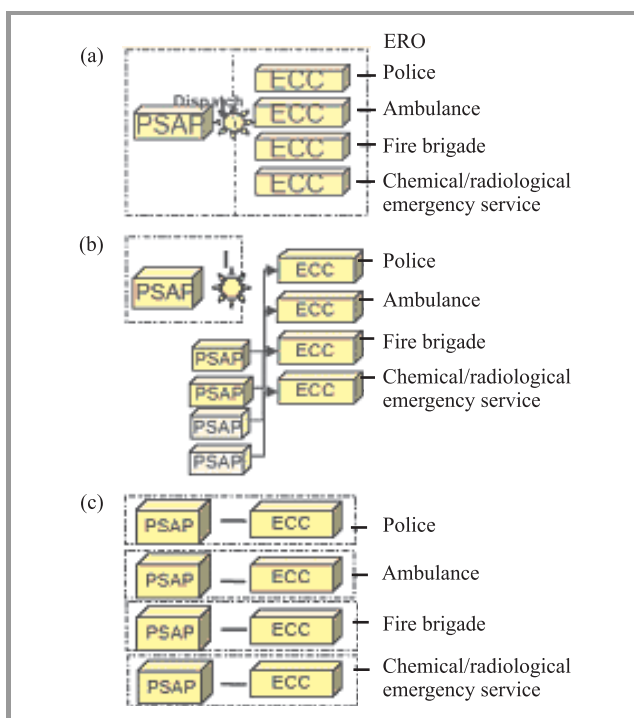 ERO
(a)
ECC
Police
Dispatch
PSAP
ECC
Ambulance
ECC
Fire brigade
ECC
Chemical/radiological
emergency service
(b)
PSAP
ECC
Police
ECC
Ambulance
PSAP
ECC
Fire brigade
PSAP
ECC
Chemical/radiological
emergency service
PSAP
PSAP
(c)
PSAP
ECC
Police
PSAP
ECC
Ambulance
PSAP
ECC
Fire brigade
PSAP
ECC
Chemical/radiological
emergency service